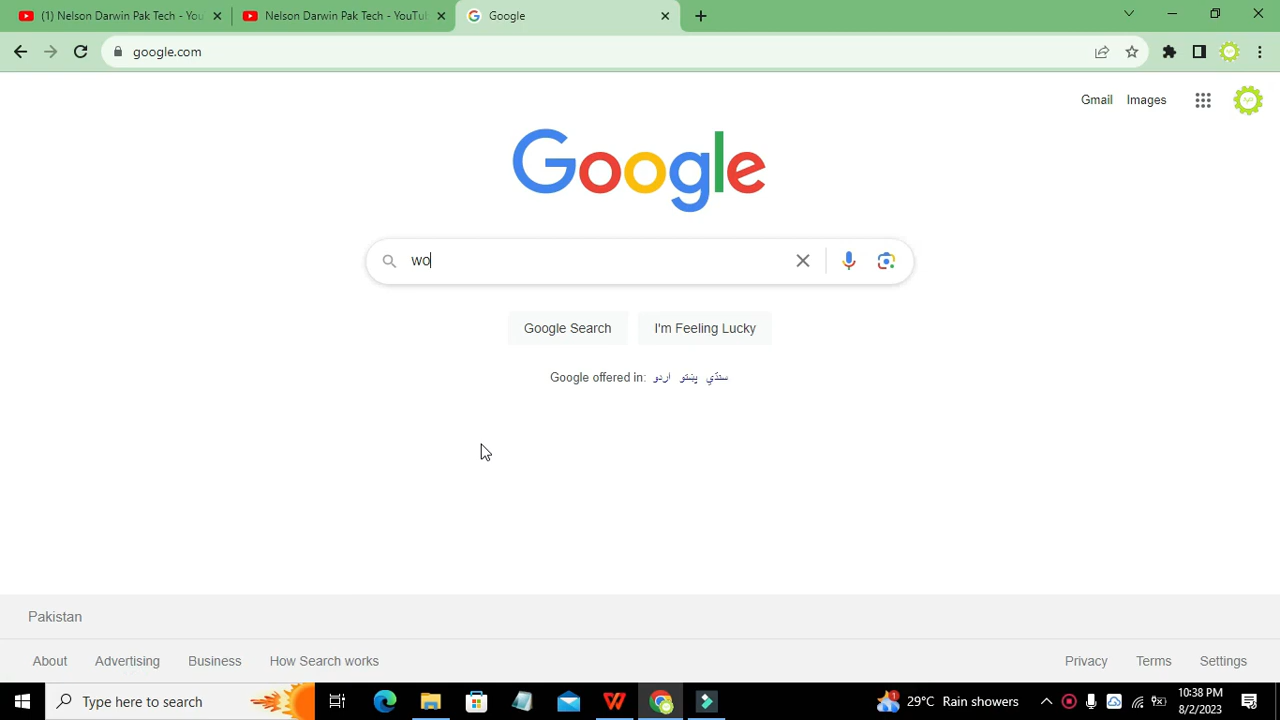 (1) Nelson Darwin Pak Tech - You
Nelson Darwin Pak Tech - YouTube
Google
google.com
Gmail Images
Google
wo
Google Search I'm Feeling Lucky
Google offered in: اردو پښتو سنڌي
Pakistan
About Advertising Business How Search works Privacy Terms Settings
Type here to search
1 29°C Rain showers
10:38 PM
8/2/2023